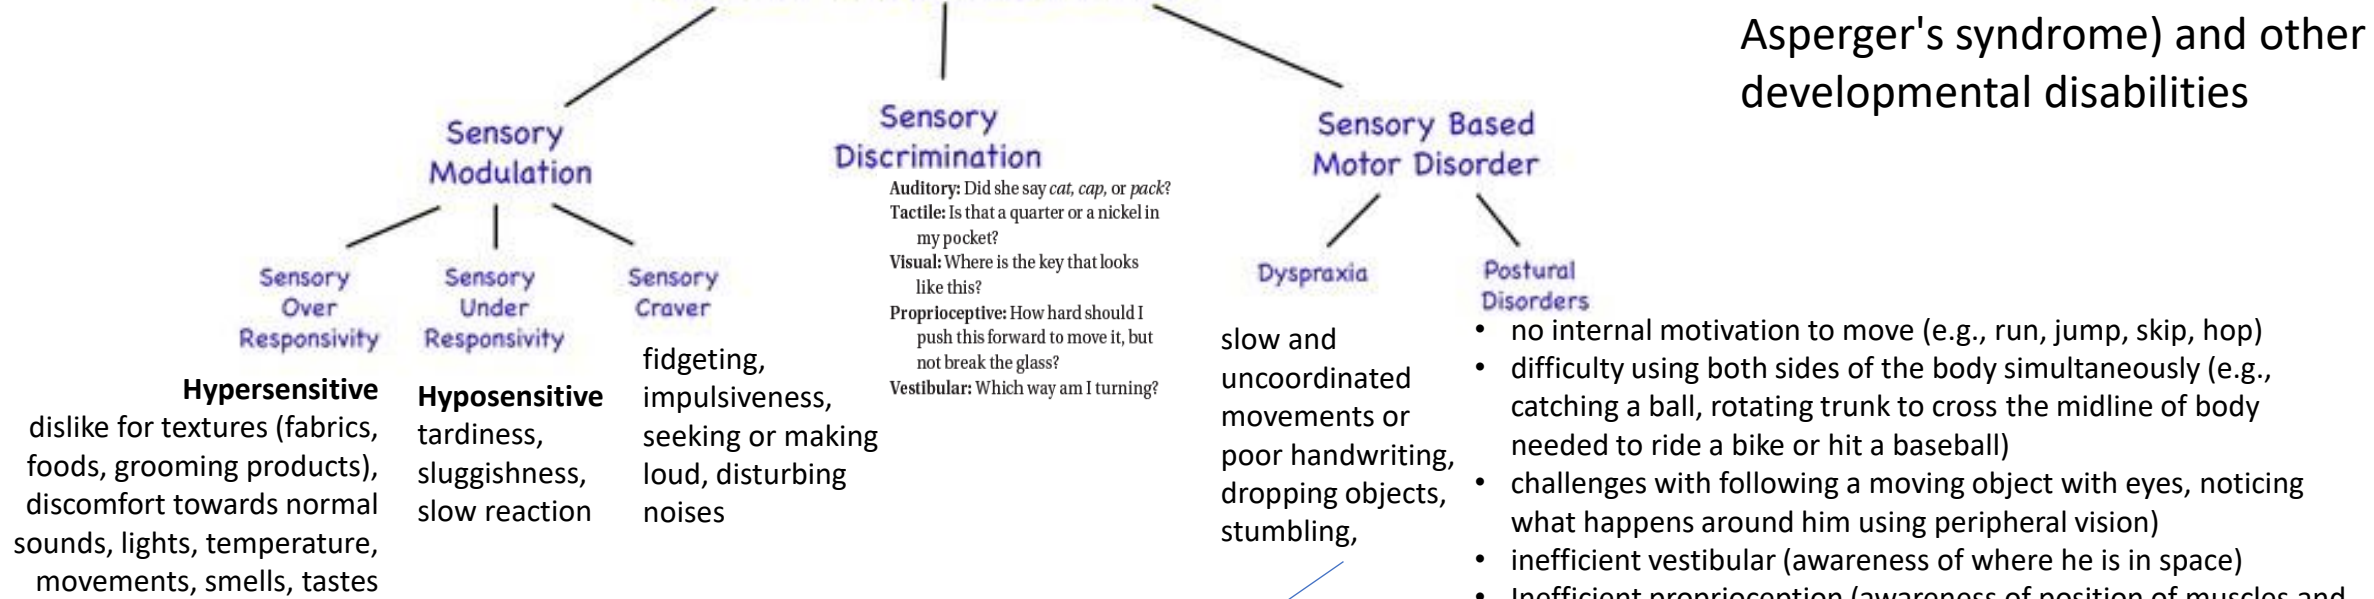 Asperger's syndrome) and other
developmental disabilities
Sensory
Modulation
Sensory
Discrimination
Auditory: Did she say cat, cap, or pack?
Tactile: Is that a quarter or a nickel in
my pocket?
Visual: Where is the key that looks
like this?
Proprioceptive: How hard should I
push this forward to move it, but
not break the glass?
Vestibular: Which way am I turning?
Sensory Based
Motor Disorder
Sensory
Over
Responsivity
Hypersensitive
dislike for textures (fabrics,
foods, grooming products),
discomfort towards normal
sounds, lights, temperature,
movements, smells, tastes
Sensory
Under
Responsivity
Hyposensitive
tardiness,
sluggishness,
slow reaction
Sensory
Craver
fidgeting,
impulsiveness,
seeking or making
loud, disturbing
noises
Dyspraxia
slow and
uncoordinated
movements or
poor handwriting,
dropping objects,
stumbling,
Postural
Disorders
• no internal motivation to move (e.g., run, jump, skip, hop)
• difficulty using both sides of the body simultaneously (e.g.,
catching a ball, rotating trunk to cross the midline of body
needed to ride a bike or hit a baseball)
• challenges with following a moving object with eyes, noticing
what happens around him using peripheral vision)
• inefficient vestibular (awareness of where he is in space)
• Inefficient proprioception (awareness of position of muscles and